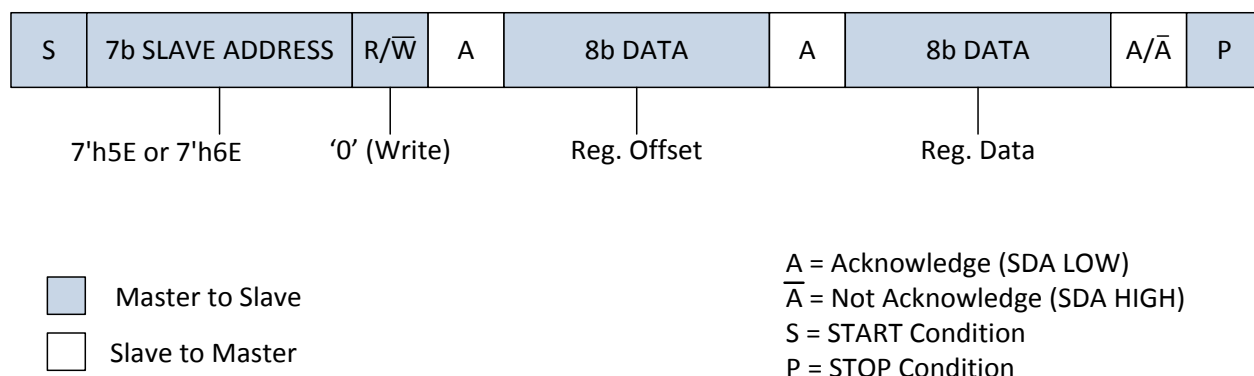 S 7b SLAVE ADDRESS R/W̅ A 8b DATA A 8b DATA A/A̅ P
7'h5E or 7'h6E ‘0’ (Write) Reg. Offset Reg. Data
Master to Slave
Slave to Master
A = Acknowledge (SDA LOW)
A̅ = Not Acknowledge (SDA HIGH)
S = START Condition
P = STOP Condition